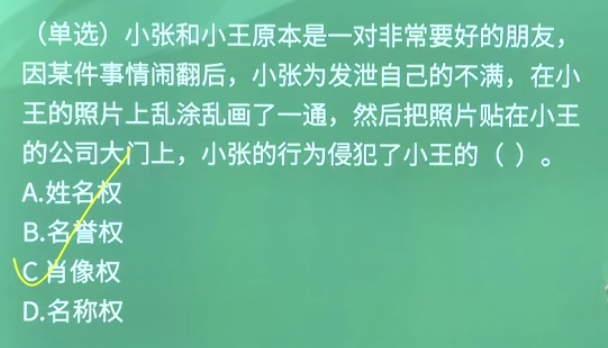 （单选）小张和小王原本是一对非常要好的朋友，
因某件事情闹翻后，小张为发泄自己的不满，在小
王的照片上乱涂乱画了一通，然后把照片贴在小王
的公司大门上，小张的行为侵犯了小王的（ ）。
A.姓名权
B.名誉权
C 肖像权
D.名称权